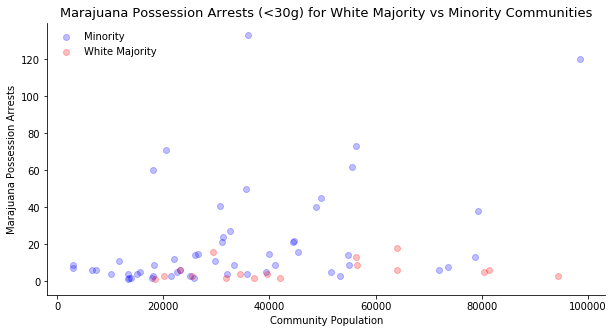 Marajuana Possession Arrests (<30g) for White Majority vs Minority Communities
Minority
White Majority
120
100
80
60
40
20
0
Marajuana Possession Arrests
0 20000 40000 60000 80000 100000
Community Population